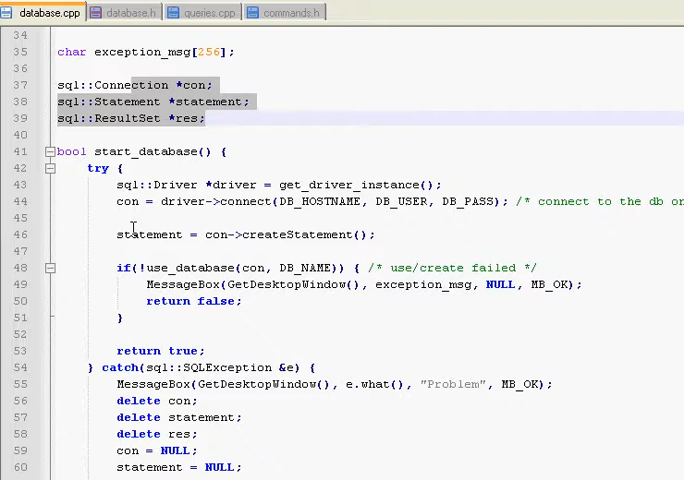 database.cpp database.h queries.cpp commands.h
34
35 char exception_msg[256];
36
37 sql::Connection *con;
38 sql::Statement *statement;
39 sql::ResultSet *res;
40
41 bool start_database() {
42 try {
43 sql::Driver *driver = get_driver_instance();
44 con = driver->connect(DB_HOSTNAME, DB_USER, DB_PASS); /* connect to the db on
45
46 statement = con->createStatement();
47
48 if(!use_database(con, DB_NAME)) { /* use/create failed */
49 MessageBox(GetDesktopWindow(), exception_msg, NULL, MB_OK);
50 return false;
51 }
52
53 return true;
54 } catch(sql::SQLException &e) {
55 MessageBox(GetDesktopWindow(), e.what(), "Problem", MB_OK);
56 delete con;
57 delete statement;
58 delete res;
59 con = NULL;
60 statement = NULL;